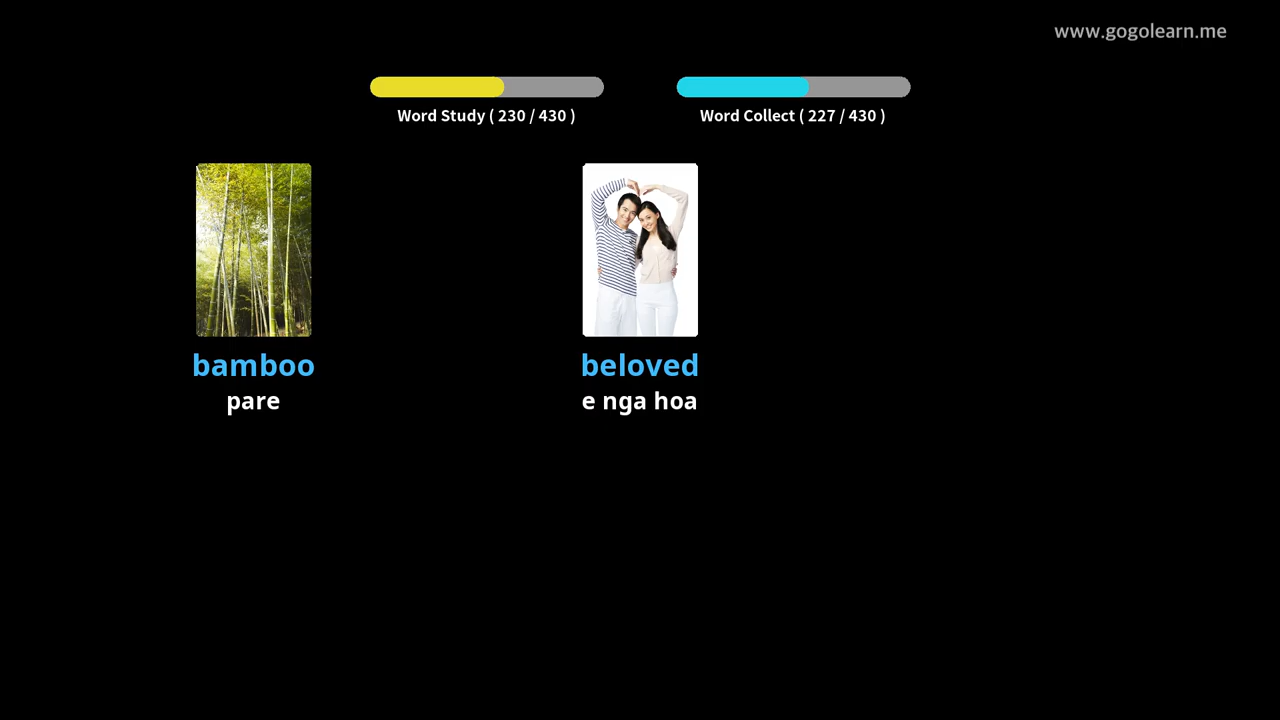 www.gogolearn.me
Word Study ( 230 / 430 )
Word Collect ( 227 / 430 )
bamboo
pare
beloved
e nga hoa